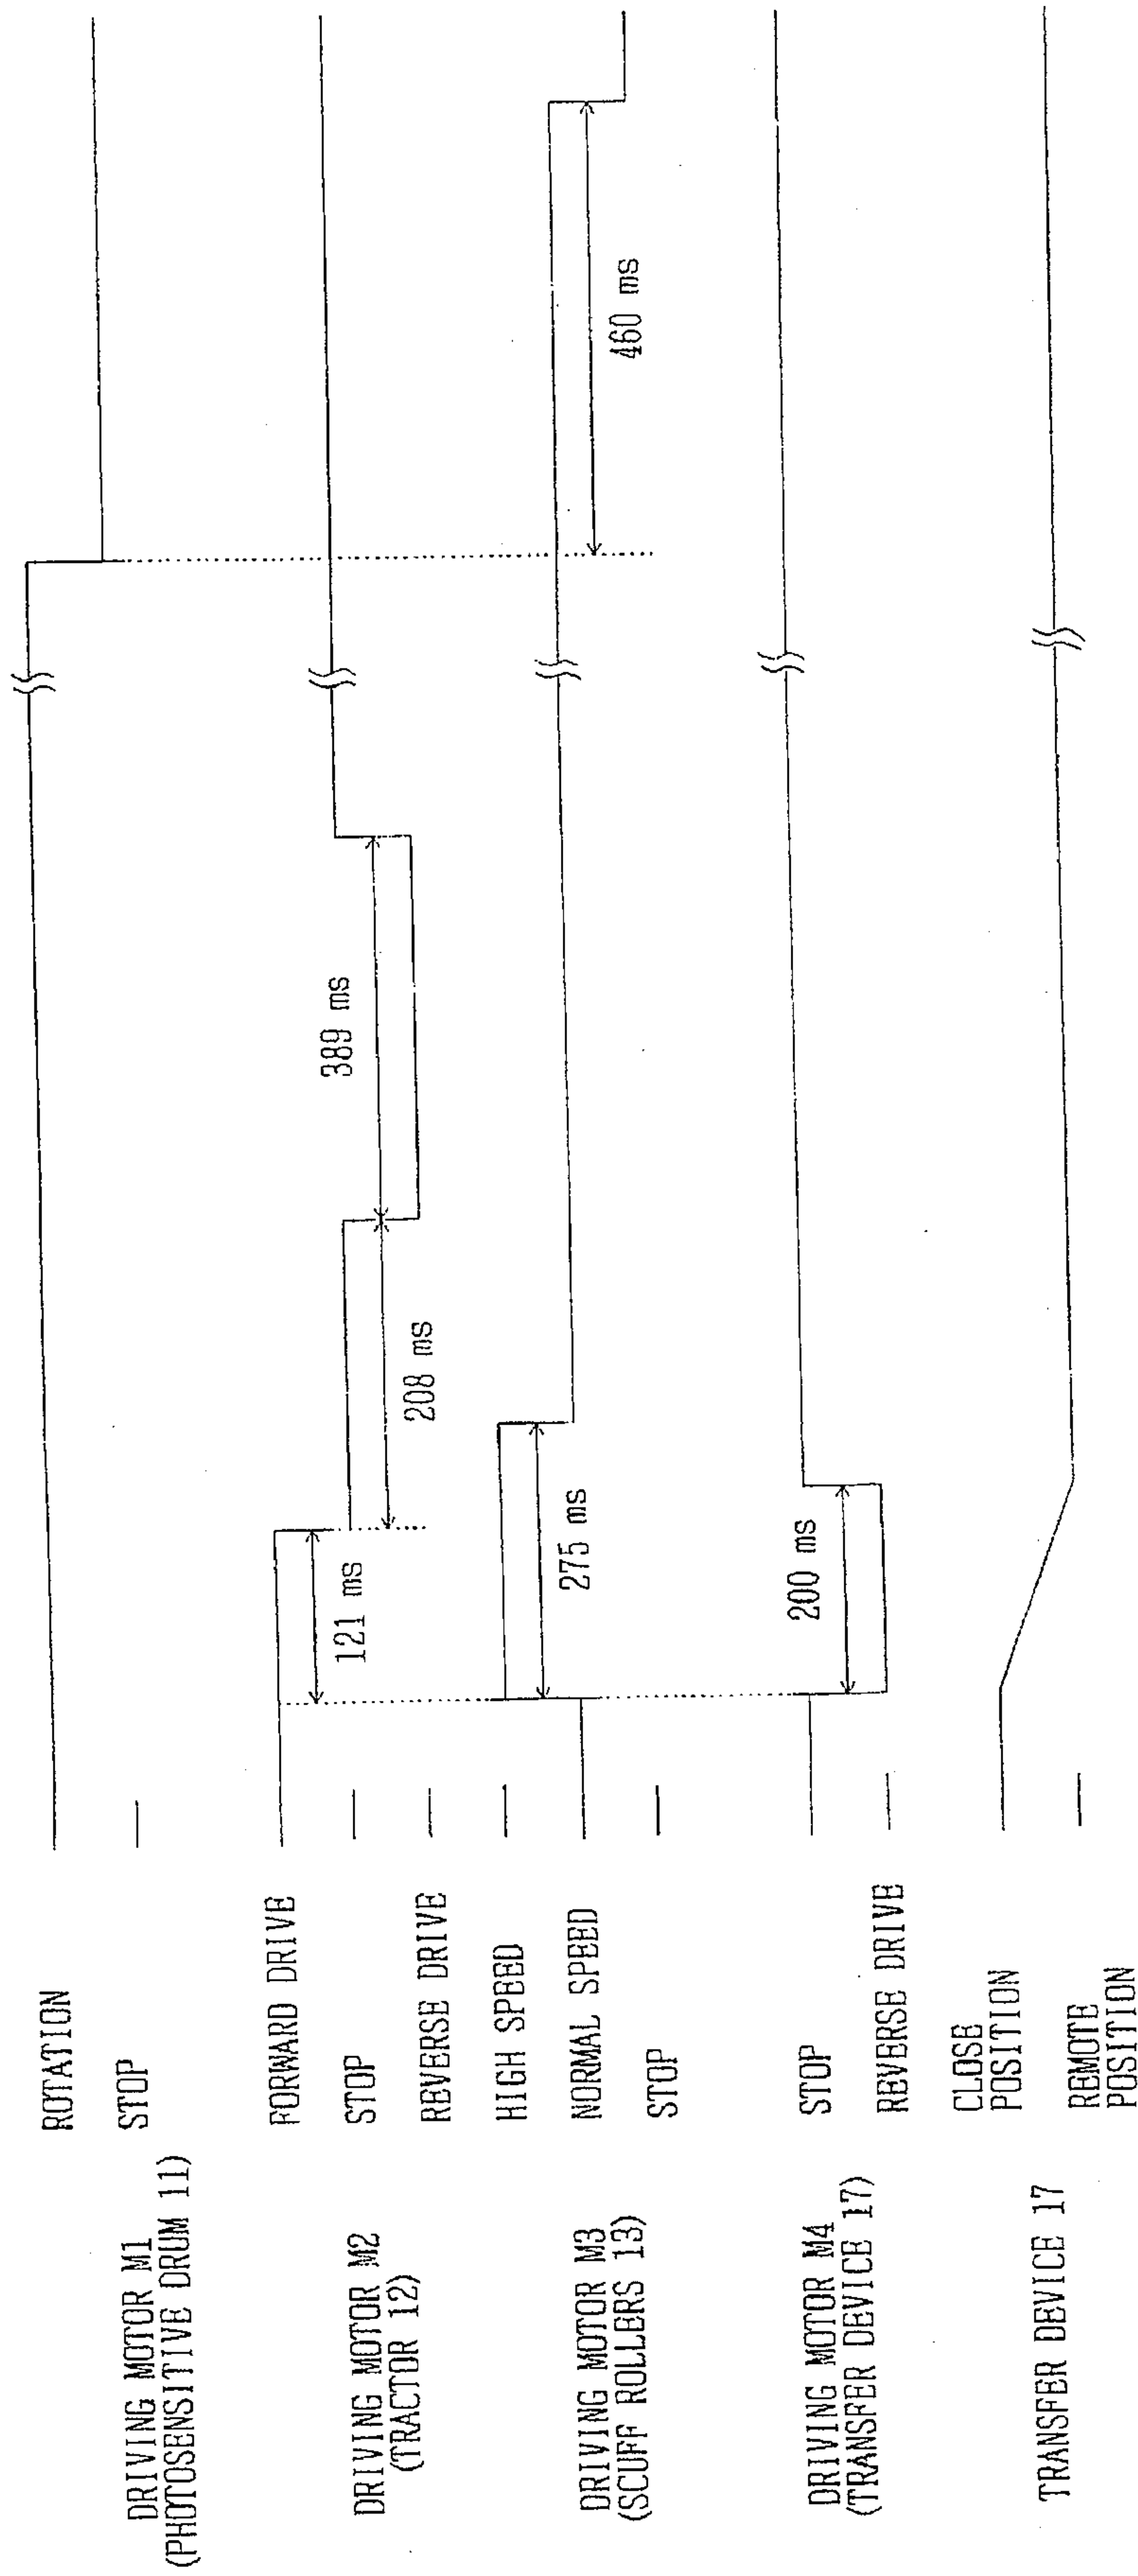 DRIVING MOTOR M1
(PHOTOSENSITIVE DRUM 11)
ROTATION
STOP
DRIVING MOTOR M2
(TRACTOR 12)
FORWARD DRIVE
STOP
REVERSE DRIVE
121 ms
208 ms
389 ms
DRIVING MOTOR M3
(SCUFF ROLLERS 13)
HIGH SPEED
NORMAL SPEED
STOP
275 ms
460 ms
DRIVING MOTOR M4
(TRANSFER DEVICE 17)
STOP
REVERSE DRIVE
200 ms
TRANSFER DEVICE 17
CLOSE
POSITION
REMOTE
POSITION